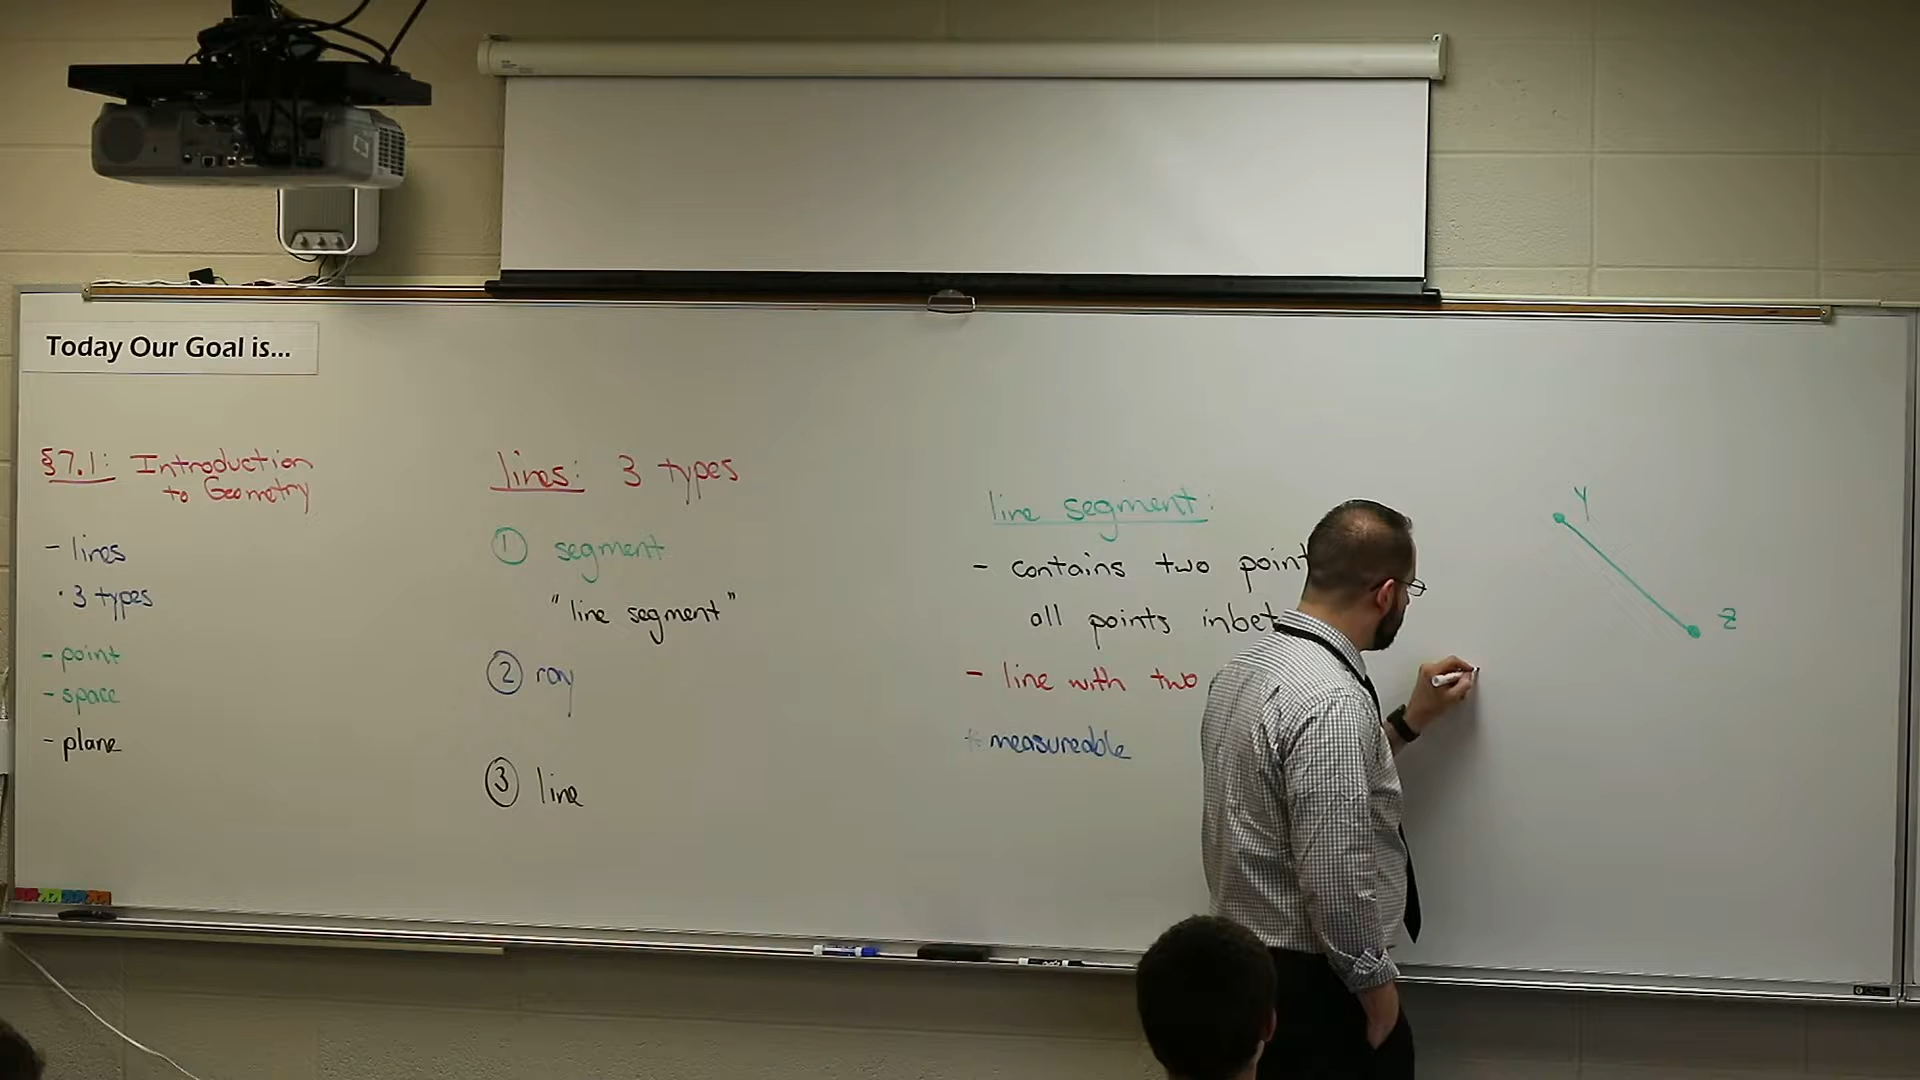 Today Our Goal is...
§7.1: Introduction
to Geometry
- lines
· 3 types
- point
- space
- plane
lines: 3 types
① segment
"line segment"
② ray
③ line
line segment:
- contains two point
all points inbet
- line with two
measureable
Y
Z